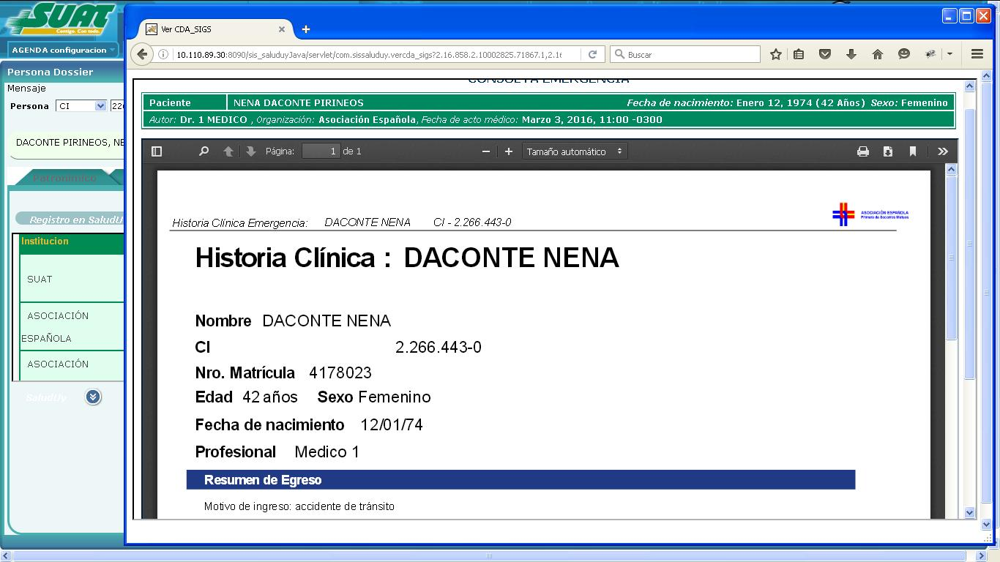 SUAT
Contigo. Con todo.
AGENDA configuracion
Persona Dossier
Mensaje
Persona CI 22
DACONTE PIRINEOS, NE
Patronimico
Registro en SaludU
Institucion
SUAT
ASOCIACIÓN
ESPAÑOLA
ASOCIACIÓN
SaludUy
Ver CDA_SIGS
10.110.89.30:8090/sis_saluduyJava/servlet/com.sissaluduy.vercda_sigs?2.16.858.2.10002825.71867.1,2.16
Buscar
CONSULTA EMERGENCIA
Paciente NENA DACONTE PIRINEOS Fecha de nacimiento: Enero 12, 1974 (42 Años) Sexo: Femenino
Autor: Dr. 1 MEDICO , Organización: Asociación Española, Fecha de acto médico: Marzo 3, 2016, 11:00 -0300
Página: 1 de 1 Tamaño automático
Historia Clínica Emergencia: DACONTE NENA CI - 2.266.443-0
ASOCIACIÓN ESPAÑOLA
Primera de Socorros Mutuos
Historia Clínica : DACONTE NENA
Nombre DACONTE NENA
CI 2.266.443-0
Nro. Matrícula 4178023
Edad 42 años Sexo Femenino
Fecha de nacimiento 12/01/74
Profesional Medico 1
Resumen de Egreso
Motivo de ingreso: accidente de tránsito